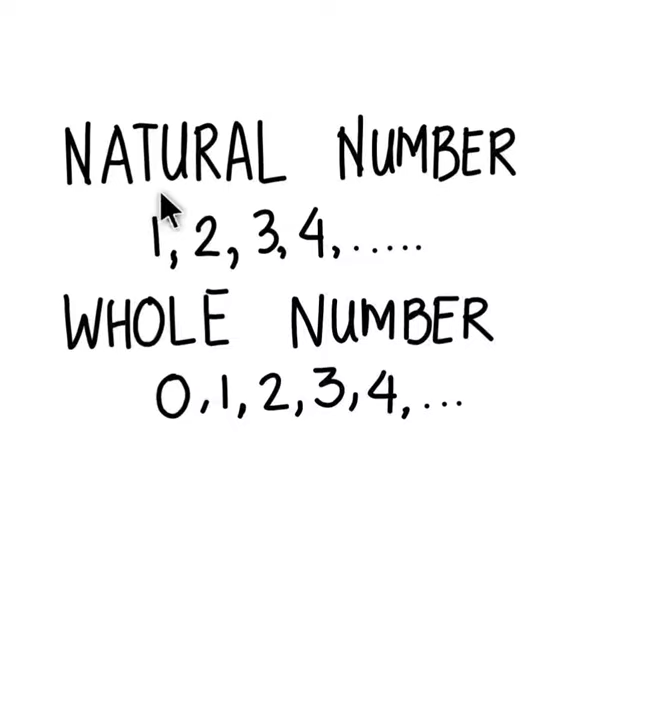 NATURAL NUMBER
1, 2, 3, 4, .....
WHOLE NUMBER
0, 1, 2, 3, 4, ...